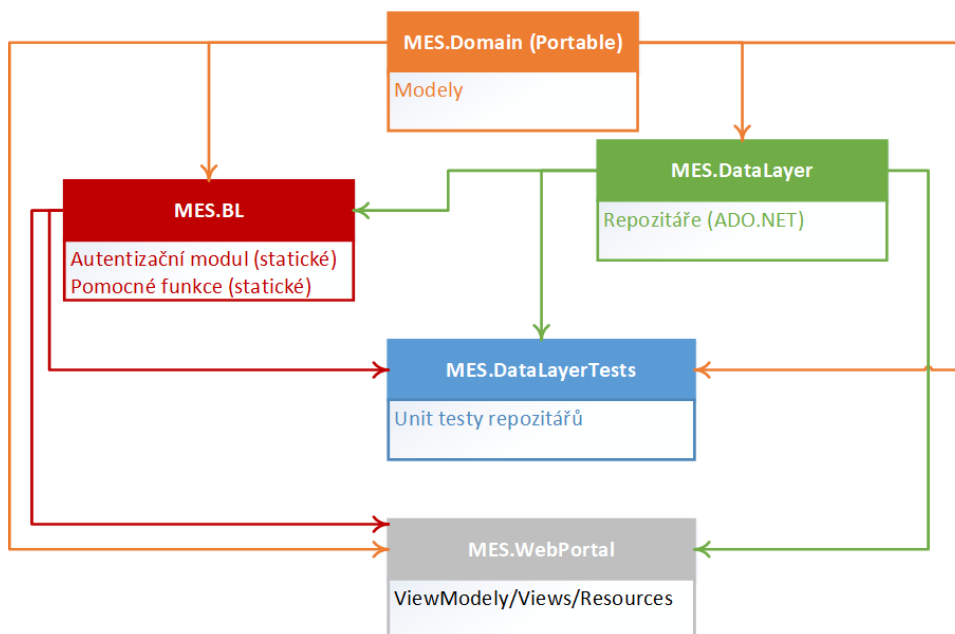 MES.Domain (Portable)
Modely
MES.DataLayer
Repozitáře (ADO.NET)
MES.BL
Autentizační modul (statické)
Pomocné funkce (statické)
MES.DataLayerTests
Unit testy repozitářů
MES.WebPortal
ViewModely/Views/Resources